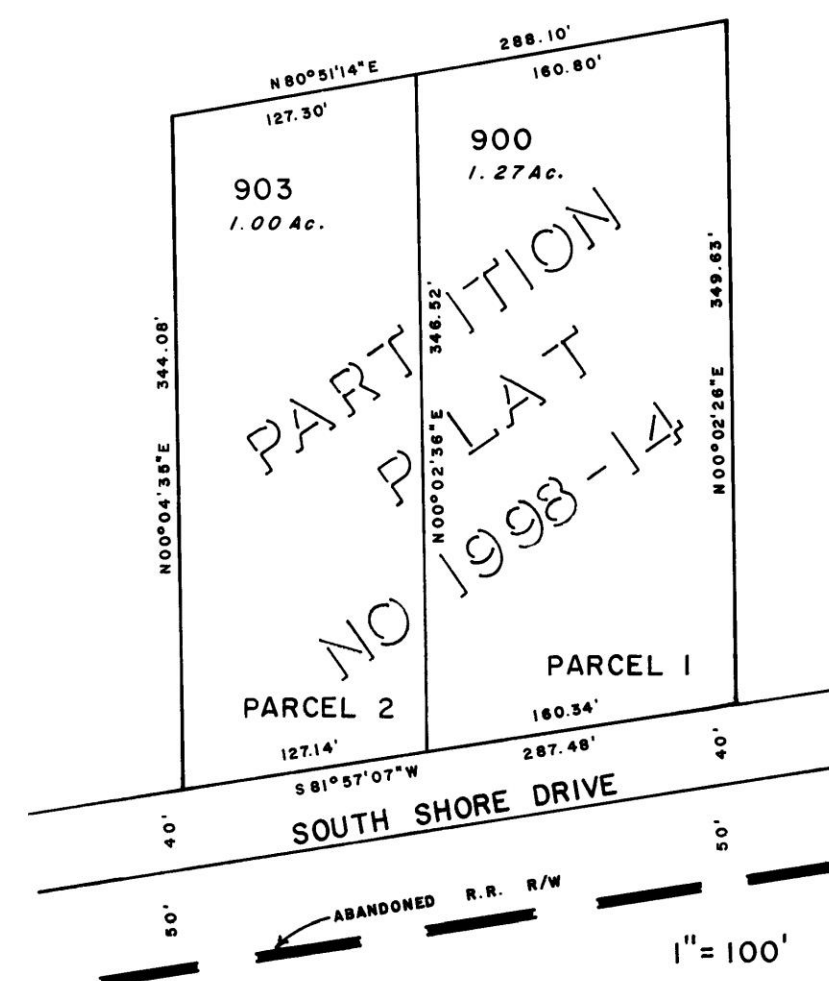 288.10'
N 80°51'14" E
160.80'
127.30'
900
1.27 Ac.
903
1.00 Ac.
PARTITION
PLAT
NO 1998-14
344.08'
N00°04'35"E
346.52'
N00°02'36"E
349.63'
N00°02'26"E
PARCEL 1
PARCEL 2
160.34'
127.14'
287.48'
S 81°57'07" W
40'
40'
SOUTH SHORE DRIVE
50'
50'
ABANDONED R.R. R/W
1"= 100'